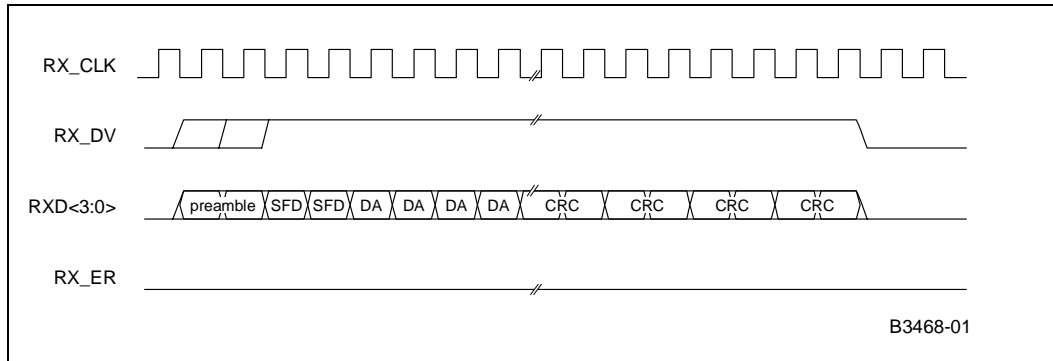 RX_CLK
RX_DV
RXD<3:0> preamble SFD SFD DA DA DA DA CRC CRC CRC CRC
RX_ER
B3468-01